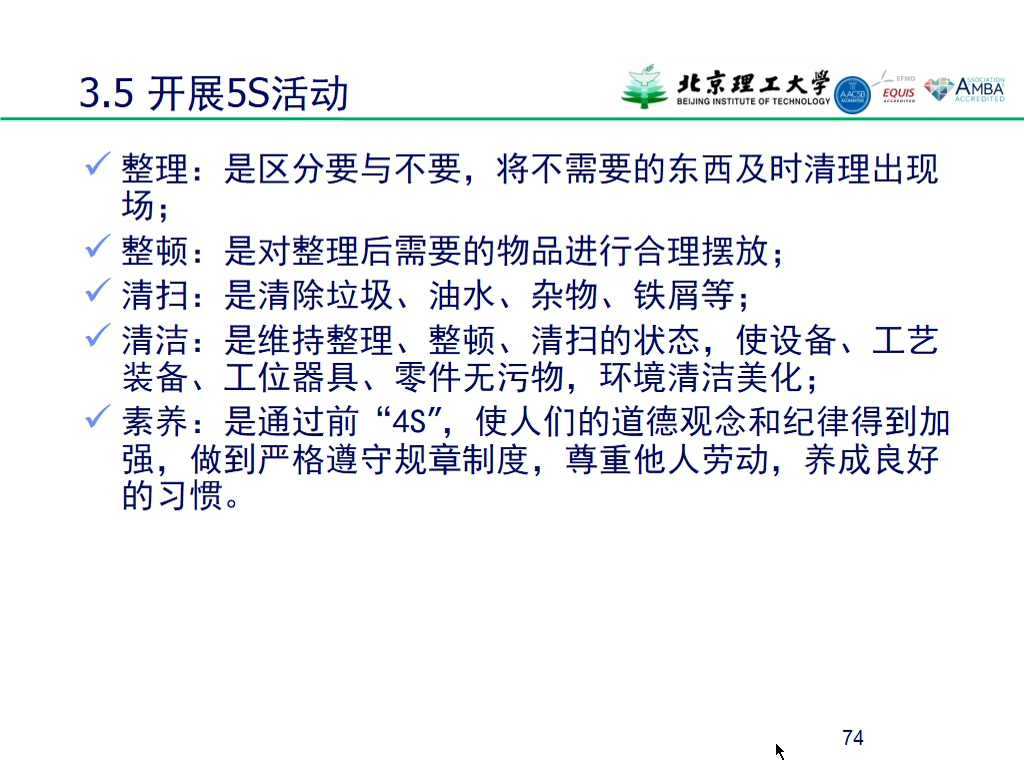 3.5 开展5S活动
北京理工大学
BEIJING INSTITUTE OF TECHNOLOGY
AACSB
ACCREDITED
EFMD
EQUIS
ACCREDITED
ASSOCIATION
AMBA
ACCREDITED
整理：是区分要与不要，将不需要的东西及时清理出现
场；
整顿：是对整理后需要的物品进行合理摆放；
清扫：是清除垃圾、油水、杂物、铁屑等；
清洁：是维持整理、整顿、清扫的状态，使设备、工艺
装备、工位器具、零件无污物，环境清洁美化；
素养：是通过前“4S”，使人们的道德观念和纪律得到加
强，做到严格遵守规章制度，尊重他人劳动，养成良好
的习惯。
74